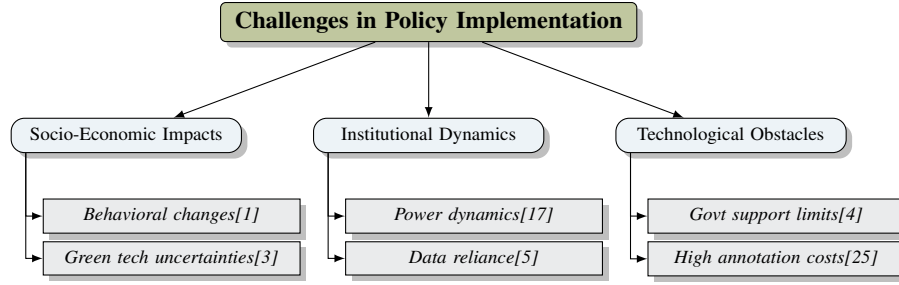 Challenges in Policy Implementation
Socio-Economic Impacts
Institutional Dynamics
Technological Obstacles
Behavioral changes[1]
Power dynamics[17]
Govt support limits[4]
Green tech uncertainties[3]
Data reliance[5]
High annotation costs[25]